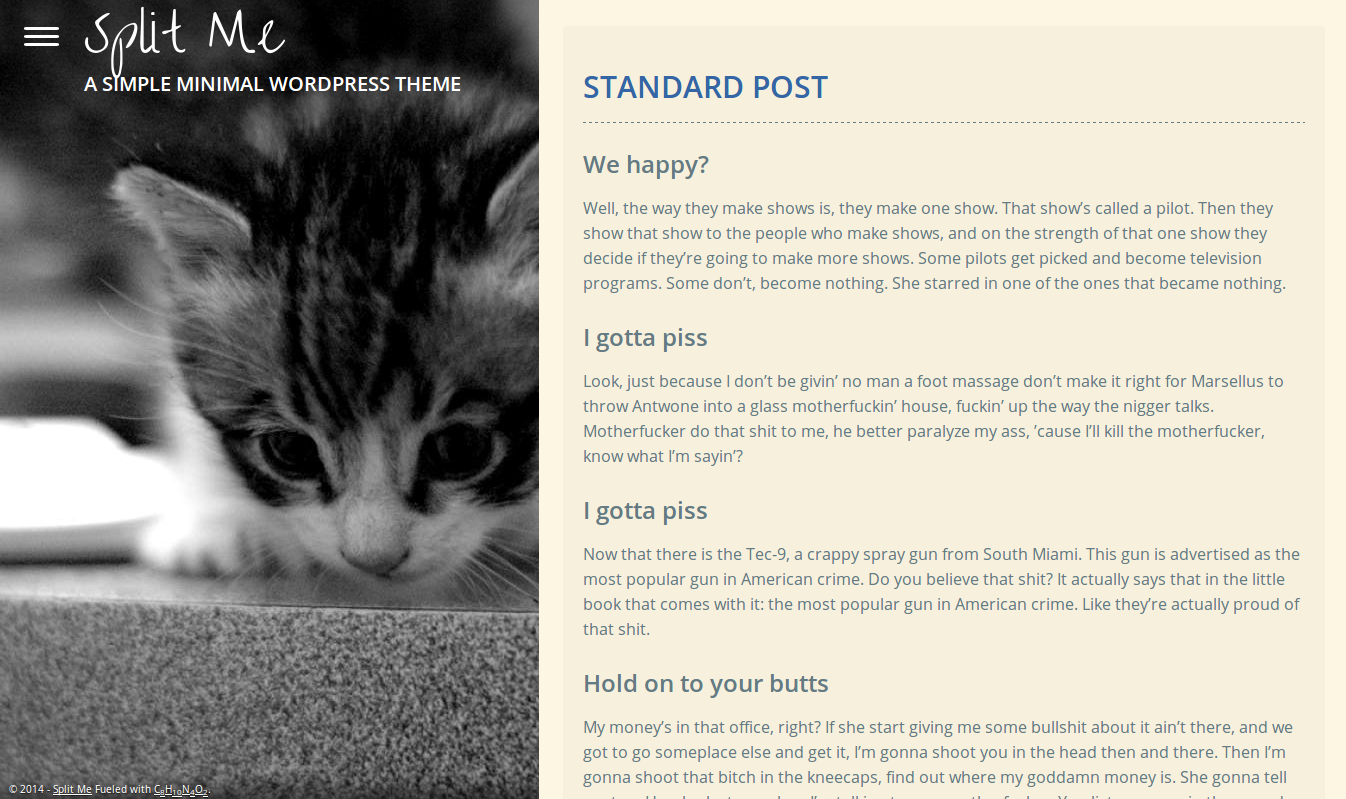 Split Me
A SIMPLE MINIMAL WORDPRESS THEME
STANDARD POST
We happy?
Well, the way they make shows is, they make one show. That show’s called a pilot. Then they
show that show to the people who make shows, and on the strength of that one show they
decide if they’re going to make more shows. Some pilots get picked and become television
programs. Some don’t, become nothing. She starred in one of the ones that became nothing.
I gotta piss
Look, just because I don’t be givin’ no man a foot massage don’t make it right for Marsellus to
throw Antwone into a glass motherfuckin’ house, fuckin’ up the way the nigger talks.
Motherfucker do that shit to me, he better paralyze my ass, ’cause I’ll kill the motherfucker,
know what I’m sayin’?
I gotta piss
Now that there is the Tec-9, a crappy spray gun from South Miami. This gun is advertised as the
most popular gun in American crime. Do you believe that shit? It actually says that in the little
book that comes with it: the most popular gun in American crime. Like they’re actually proud of
that shit.
Hold on to your butts
My money’s in that office, right? If she start giving me some bullshit about it ain’t there, and we
got to go someplace else and get it, I’m gonna shoot you in the head then and there. Then I’m
gonna shoot that bitch in the kneecaps, find out where my goddamn money is. She gonna tell
© 2014 - Split Me Fueled with C₈H₁₀N₄O₂.